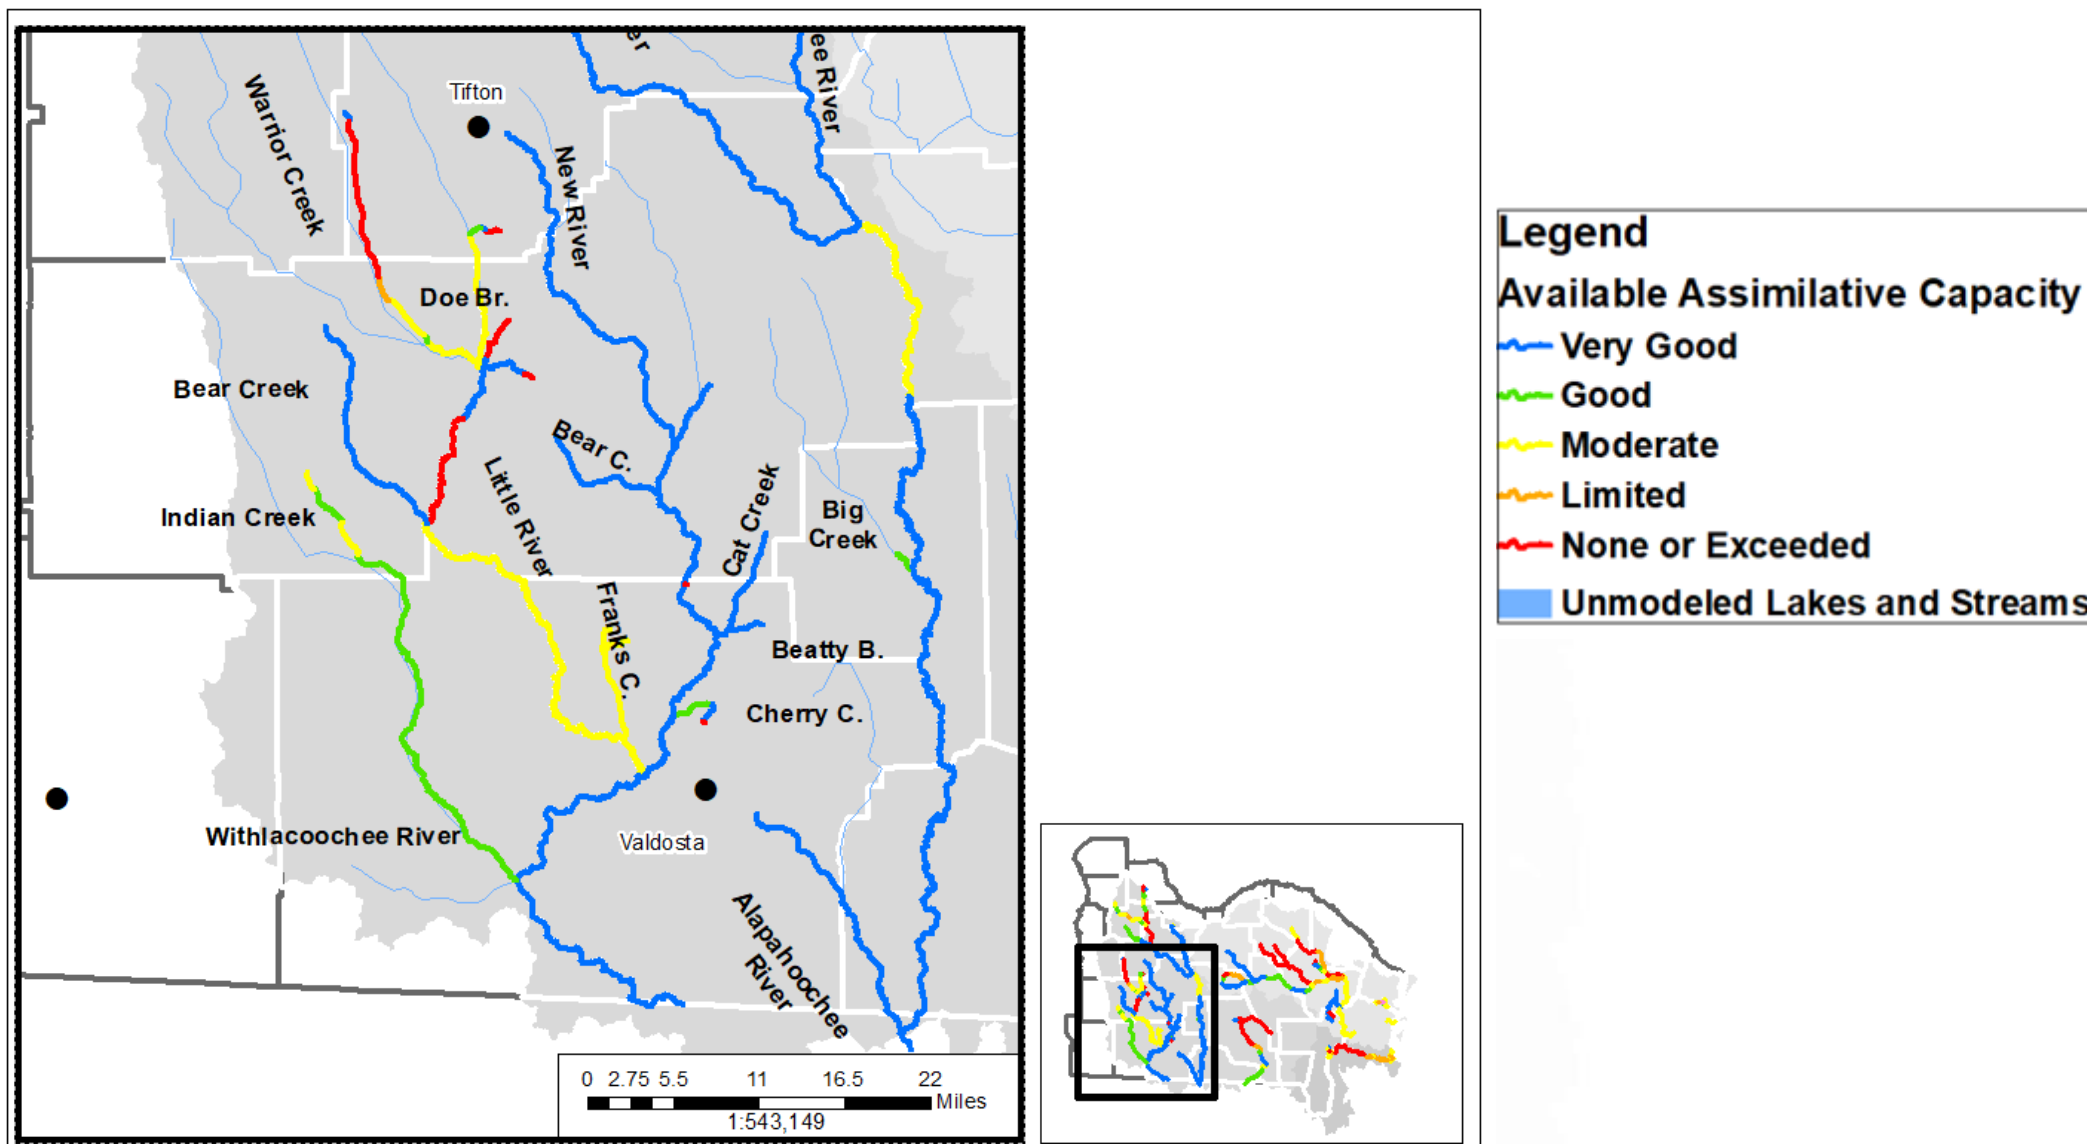 er
ee River
Tifton
Warrior Creek
New River
Doe Br.
Bear Creek
Bear C.
Little River
Cat Creek
Indian Creek
Big
Creek
Franks C.
Beatty B.
Cherry C.
Withlacoochee River
Valdosta
Alapahoochee
River
0 2.75 5.5 11 16.5 22
Miles
1:543,149
Legend
Available Assimilative Capacity
Very Good
Good
Moderate
Limited
None or Exceeded
Unmodeled Lakes and Streams